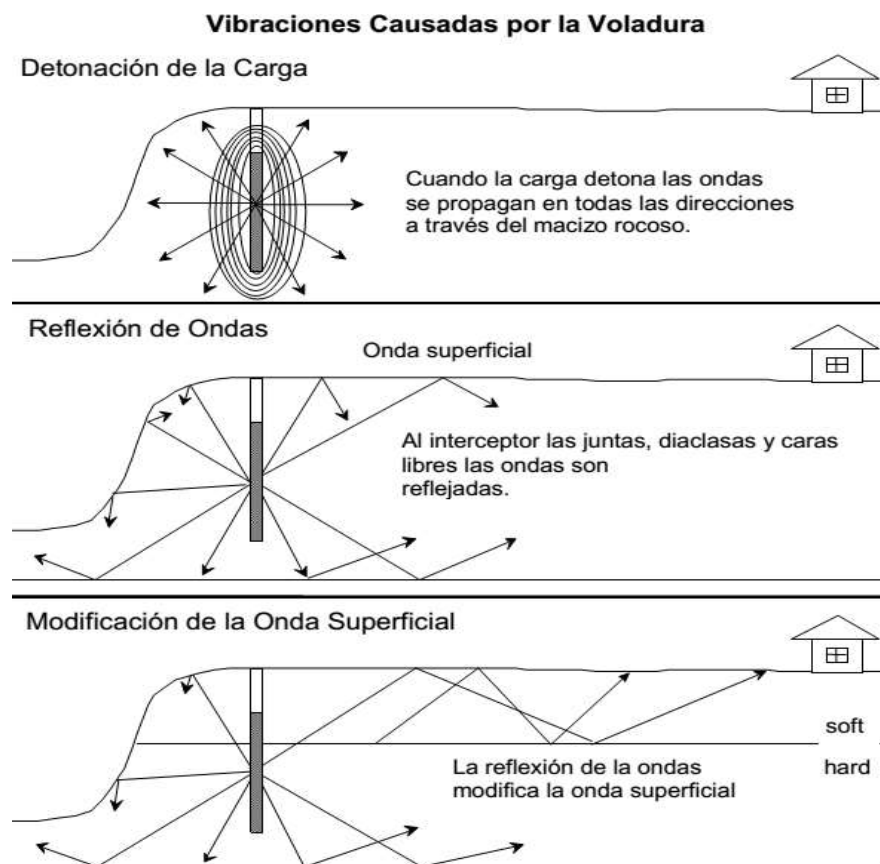 Vibraciones Causadas por la Voladura
Detonación de la Carga
Cuando la carga detona las ondas
se propagan en todas las direcciones
a través del macizo rocoso.
Reflexión de Ondas
Onda superficial
Al interceptor las juntas, diaclasas y caras
libres las ondas son
reflejadas.
Modificación de la Onda Superficial
soft
La reflexión de la ondas
hard
modifica la onda superficial